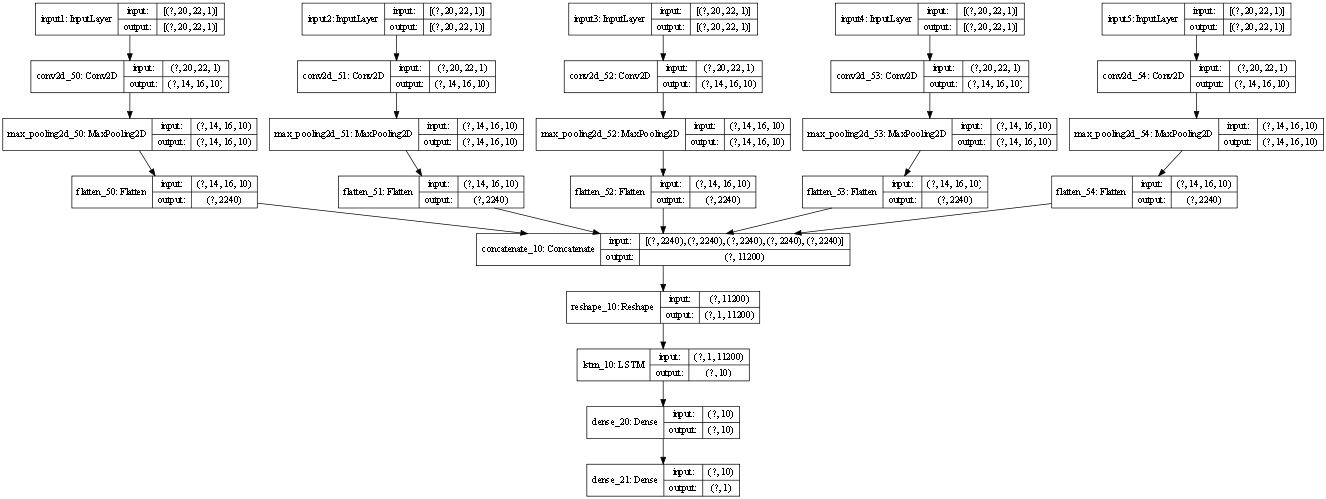 input1: InputLayer input: [(?, 20, 22, 1)]
output: [(?, 20, 22, 1)]
input2: InputLayer input: [(?, 20, 22, 1)]
output: [(?, 20, 22, 1)]
input3: InputLayer input: [(?, 20, 22, 1)]
output: [(?, 20, 22, 1)]
input4: InputLayer input: [(?, 20, 22, 1)]
output: [(?, 20, 22, 1)]
input5: InputLayer input: [(?, 20, 22, 1)]
output: [(?, 20, 22, 1)]
conv2d_50: Conv2D input: (?, 20, 22, 1)
output: (?, 14, 16, 10)
conv2d_51: Conv2D input: (?, 20, 22, 1)
output: (?, 14, 16, 10)
conv2d_52: Conv2D input: (?, 20, 22, 1)
output: (?, 14, 16, 10)
conv2d_53: Conv2D input: (?, 20, 22, 1)
output: (?, 14, 16, 10)
conv2d_54: Conv2D input: (?, 20, 22, 1)
output: (?, 14, 16, 10)
max_pooling2d_50: MaxPooling2D input: (?, 14, 16, 10)
output: (?, 14, 16, 10)
max_pooling2d_51: MaxPooling2D input: (?, 14, 16, 10)
output: (?, 14, 16, 10)
max_pooling2d_52: MaxPooling2D input: (?, 14, 16, 10)
output: (?, 14, 16, 10)
max_pooling2d_53: MaxPooling2D input: (?, 14, 16, 10)
output: (?, 14, 16, 10)
max_pooling2d_54: MaxPooling2D input: (?, 14, 16, 10)
output: (?, 14, 16, 10)
flatten_50: Flatten input: (?, 14, 16, 10)
output: (?, 2240)
flatten_51: Flatten input: (?, 14, 16, 10)
output: (?, 2240)
flatten_52: Flatten input: (?, 14, 16, 10)
output: (?, 2240)
flatten_53: Flatten input: (?, 14, 16, 10)
output: (?, 2240)
flatten_54: Flatten input: (?, 14, 16, 10)
output: (?, 2240)
concatenate_10: Concatenate input: [(?, 2240), (?, 2240), (?, 2240), (?, 2240), (?, 2240)]
output: (?, 11200)
reshape_10: Reshape input: (?, 11200)
output: (?, 1, 11200)
lstm_10: LSTM input: (?, 1, 11200)
output: (?, 10)
dense_20: Dense input: (?, 10)
output: (?, 10)
dense_21: Dense input: (?, 10)
output: (?, 1)